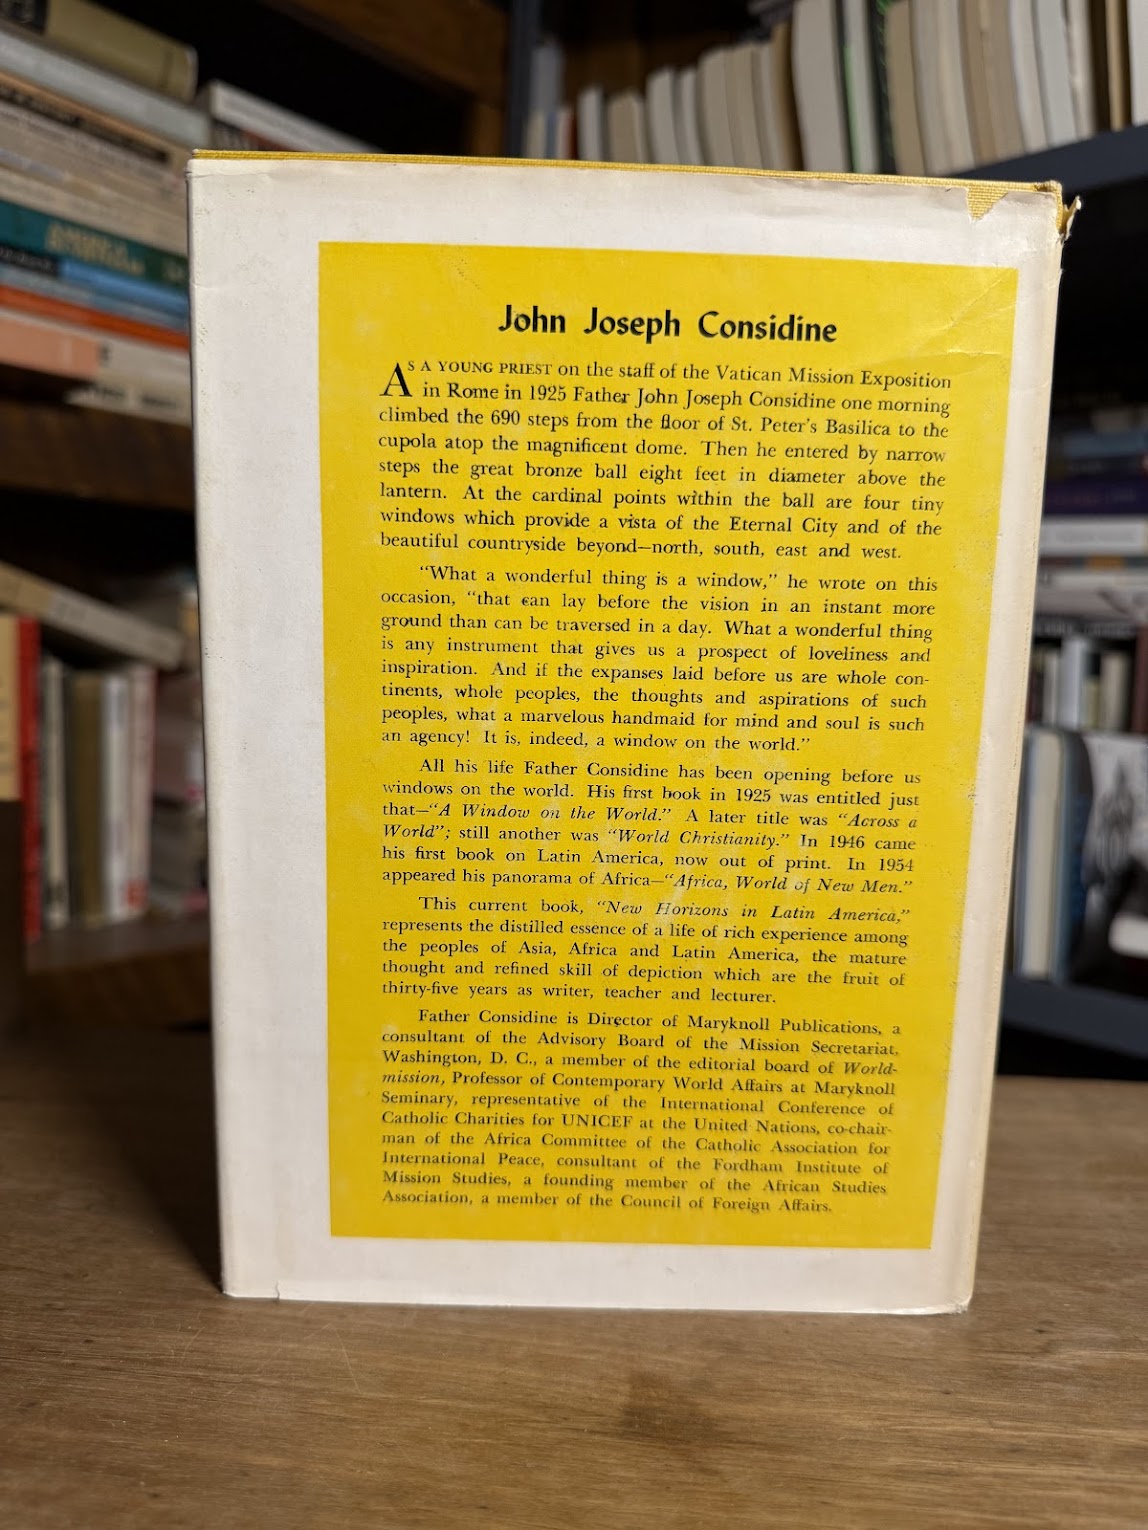 John Joseph Considine
AS A YOUNG PRIEST on the staff of the Vatican Mission Exposition
in Rome in 1925 Father John Joseph Considine one morning
climbed the 690 steps from the floor of St. Peter's Basilica to the
cupola atop the magnificent dome. Then he entered by narrow
steps the great bronze ball eight feet in diameter above the
lantern. At the cardinal points within the ball are four tiny
windows which provide a vista of the Eternal City and of the
beautiful countryside beyond—north, south, east and west.
"What a wonderful thing is a window," he wrote on this
occasion, "that can lay before the vision in an instant more
ground than can be traversed in a day. What a wonderful thing
is any instrument that gives us a prospect of loveliness and
inspiration. And if the expanses laid before us are whole con-
tinents, whole peoples, the thoughts and aspirations of such
peoples, what a marvelous handmaid for mind and soul is such
an agency! It is, indeed, a window on the world."
All his life Father Considine has been opening before us
windows on the world. His first book in 1925 was entitled just
that—"A Window on the World." A later title was "Across a
World"; still another was "World Christianity." In 1946 came
his first book on Latin America, now out of print. In 1954
appeared his panorama of Africa—"Africa, World of New Men."
This current book, "New Horizons in Latin America,"
represents the distilled essence of a life of rich experience among
the peoples of Asia, Africa and Latin America, the mature
thought and refined skill of depiction which are the fruit of
thirty-five years as writer, teacher and lecturer.
Father Considine is Director of Maryknoll Publications, a
consultant of the Advisory Board of the Mission Secretariat,
Washington, D. C., a member of the editorial board of World-
mission, Professor of Contemporary World Affairs at Maryknoll
Seminary, representative of the International Conference of
Catholic Charities for UNICEF at the United Nations, co-chair-
man of the Africa Committee of the Catholic Association for
International Peace, consultant of the Fordham Institute of
Mission Studies, a founding member of the African Studies
Association, a member of the Council of Foreign Affairs.